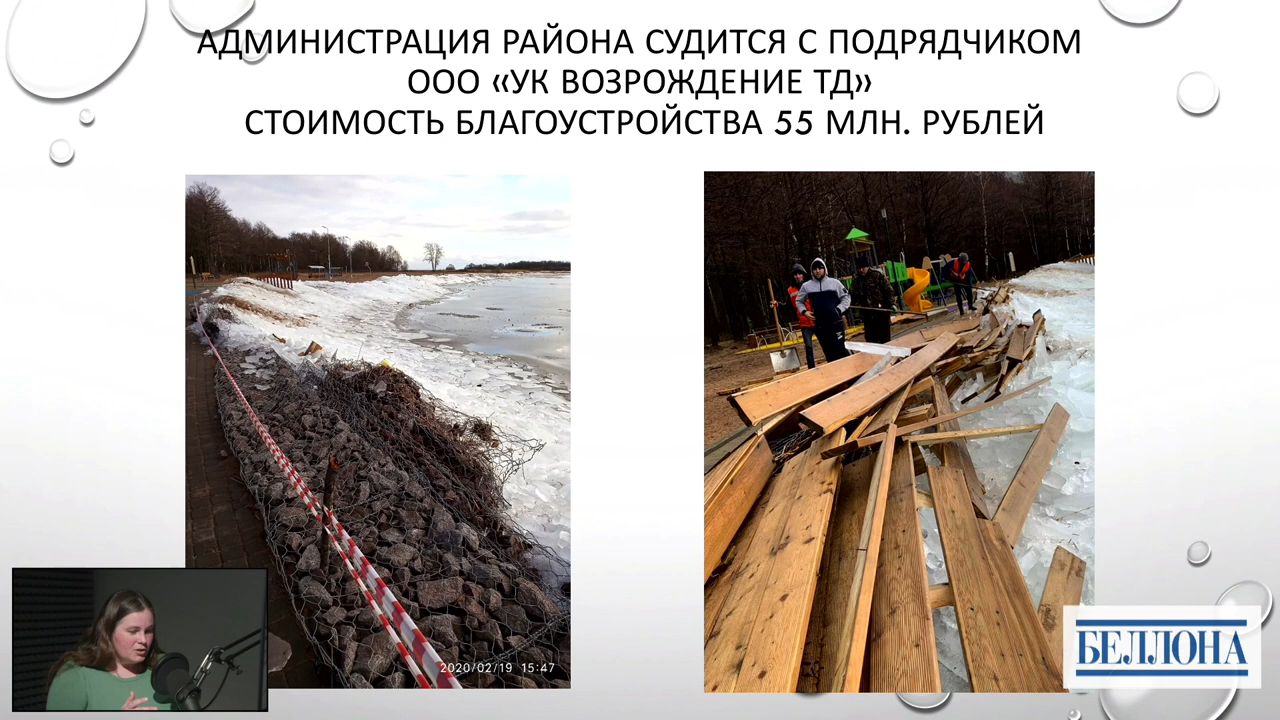 АДМИНИСТРАЦИЯ РАЙОНА СУДИТСЯ С ПОДРЯДЧИКОМ
ООО «УК ВОЗРОЖДЕНИЕ ТД»
СТОИМОСТЬ БЛАГОУСТРОЙСТВА 55 МЛН. РУБЛЕЙ
2020/02/19 15:47
БЕЛЛОНА